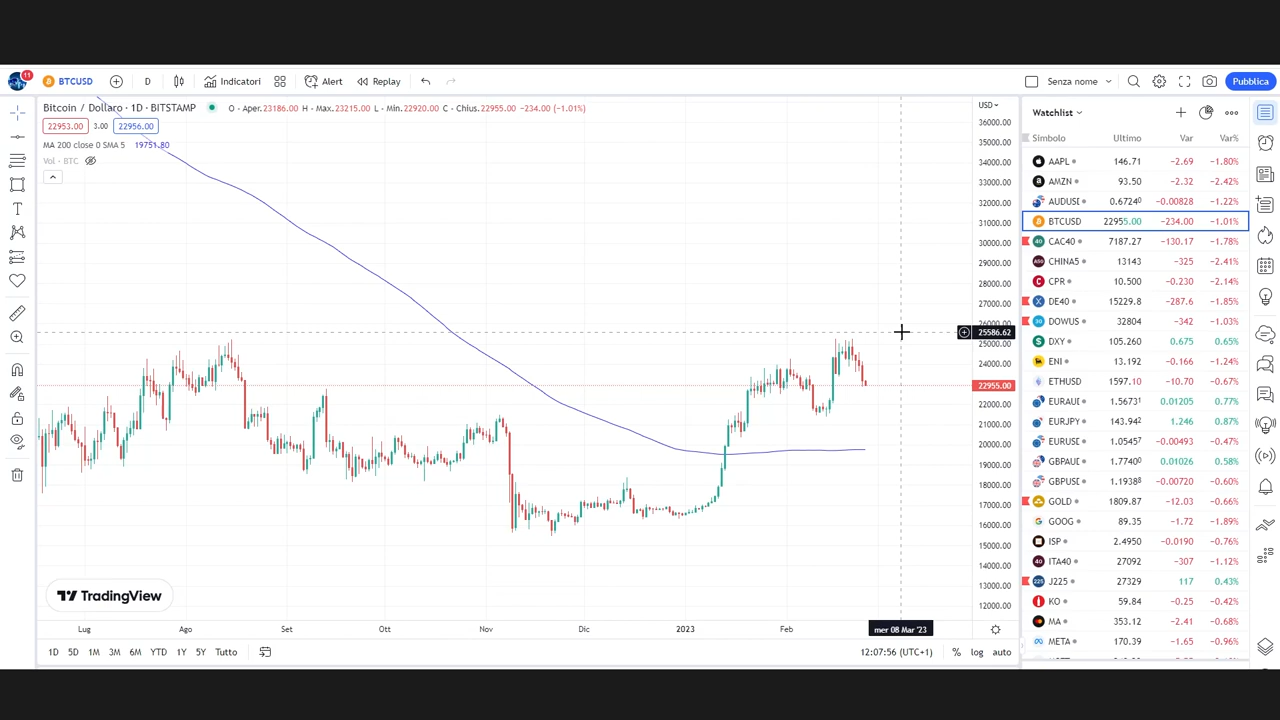 11 BTCUSD D Indicatori Alert Replay Senza nome Pubblica
Bitcoin / Dollaro · 1D · BITSTAMP O - Aper.23186.00 H - Max.23215.00 L - Min.22920.00 C - Chius.22955.00 −234.00 (−1.01%)
22953.00 3.00 22956.00
MA 200 close 0 SMA 5 19751.80
Vol · BTC
USD
36000.00
35000.00
34000.00
33000.00
32000.00
31000.00
30000.00
29000.00
28000.00
27000.00
26000.00
25586.62
25000.00
24000.00
22955.00
22000.00
21000.00
20000.00
19000.00
18000.00
17000.00
16000.00
15000.00
14000.00
13000.00
12000.00
TradingView
Lug Ago Set Ott Nov Dic 2023 Feb mer 08 Mar '23
1D 5D 1M 3M 6M YTD 1Y 5Y Tutto 12:07:56 (UTC+1) % log auto
Watchlist
Simbolo Ultimo Var Var%
AAPL 146.71 −2.69 −1.80%
AMZN 93.50 −2.32 −2.42%
AUDUSI 0.67240 −0.00828 −1.22%
BTCUSD 22955.00 −234.00 −1.01%
CAC40 7187.27 −130.17 −1.78%
CHINA5 13143 −325 −2.41%
CPR 10.500 −0.230 −2.14%
DE40 15229.8 −287.6 −1.85%
DOWUS 32804 −342 −1.03%
DXY 105.260 0.675 0.65%
ENI 13.192 −0.166 −1.24%
ETHUSD 1597.10 −10.70 −0.67%
EURAUI 1.56731 0.01205 0.77%
EURJPY 143.942 1.246 0.87%
EURUSI 1.05457 −0.00493 −0.47%
GBPAUI 1.77400 0.01026 0.58%
GBPUSI 1.19388 −0.00720 −0.60%
GOLD 1809.87 −12.03 −0.66%
GOOG 89.35 −1.72 −1.89%
ISP 2.4950 −0.0190 −0.76%
ITA40 27092 −307 −1.12%
J225 27329 117 0.43%
KO 59.84 −0.25 −0.42%
MA 353.12 −2.41 −0.68%
META 170.39 −1.65 −0.96%